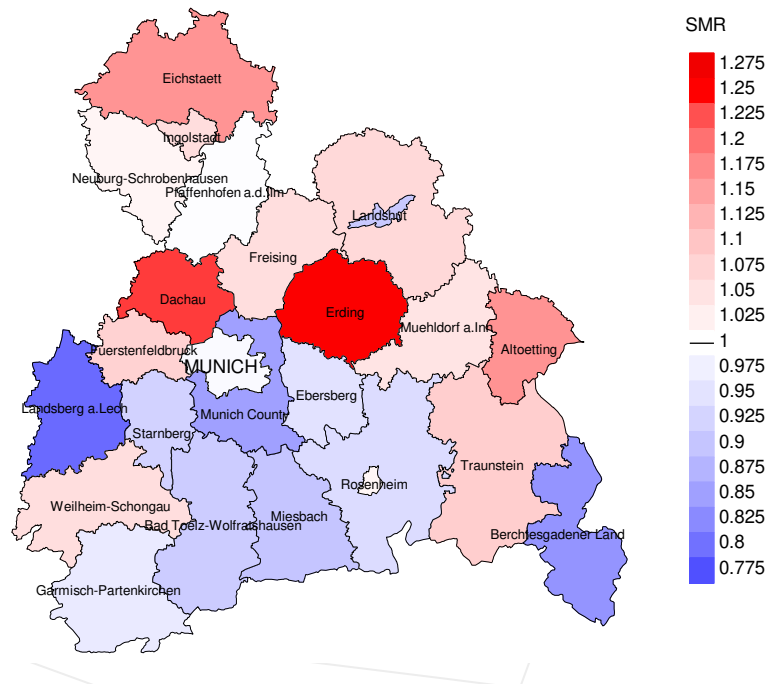 SMR
Eichstaett
Ingolstadt
Neuburg-Schrobenhausen
Pfaffenhofen a.d.Ilm
Landshut
Freising
Dachau
Erding
Muehldorf a.Inn
Altoetting
Fuerstenfeldbruck
MUNICH
Ebersberg
Landsberg a.Lech
Munich County
Starnberg
Traunstein
Rosenheim
Weilheim-Schongau
Miesbach
Bad Toelz-Wolfratshausen
Berchtesgadener Land
Garmisch-Partenkirchen
1.275
1.25
1.225
1.2
1.175
1.15
1.125
1.1
1.075
1.05
1.025
1
0.975
0.95
0.925
0.9
0.875
0.85
0.825
0.8
0.775